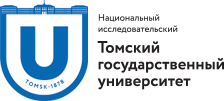 Национальный
исследовательский
Томский
государственный
университет
TOMSK•1878